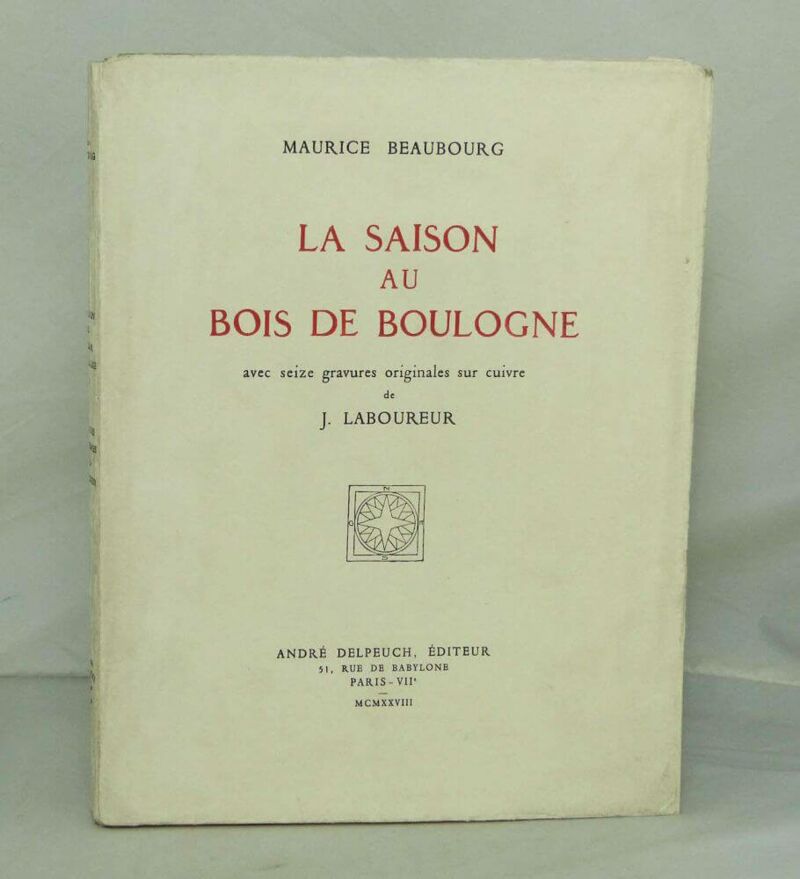 MAURICE BEAUBOURG
LA SAISON
AU
BOIS DE BOULOGNE
avec seize gravures originales sur cuivre
de
J. LABOUREUR
N
O
E
S
ANDRÉ DELPEUCH, ÉDITEUR
51, RUE DE BABYLONE
PARIS-VIIᵉ
MCMXXVIII